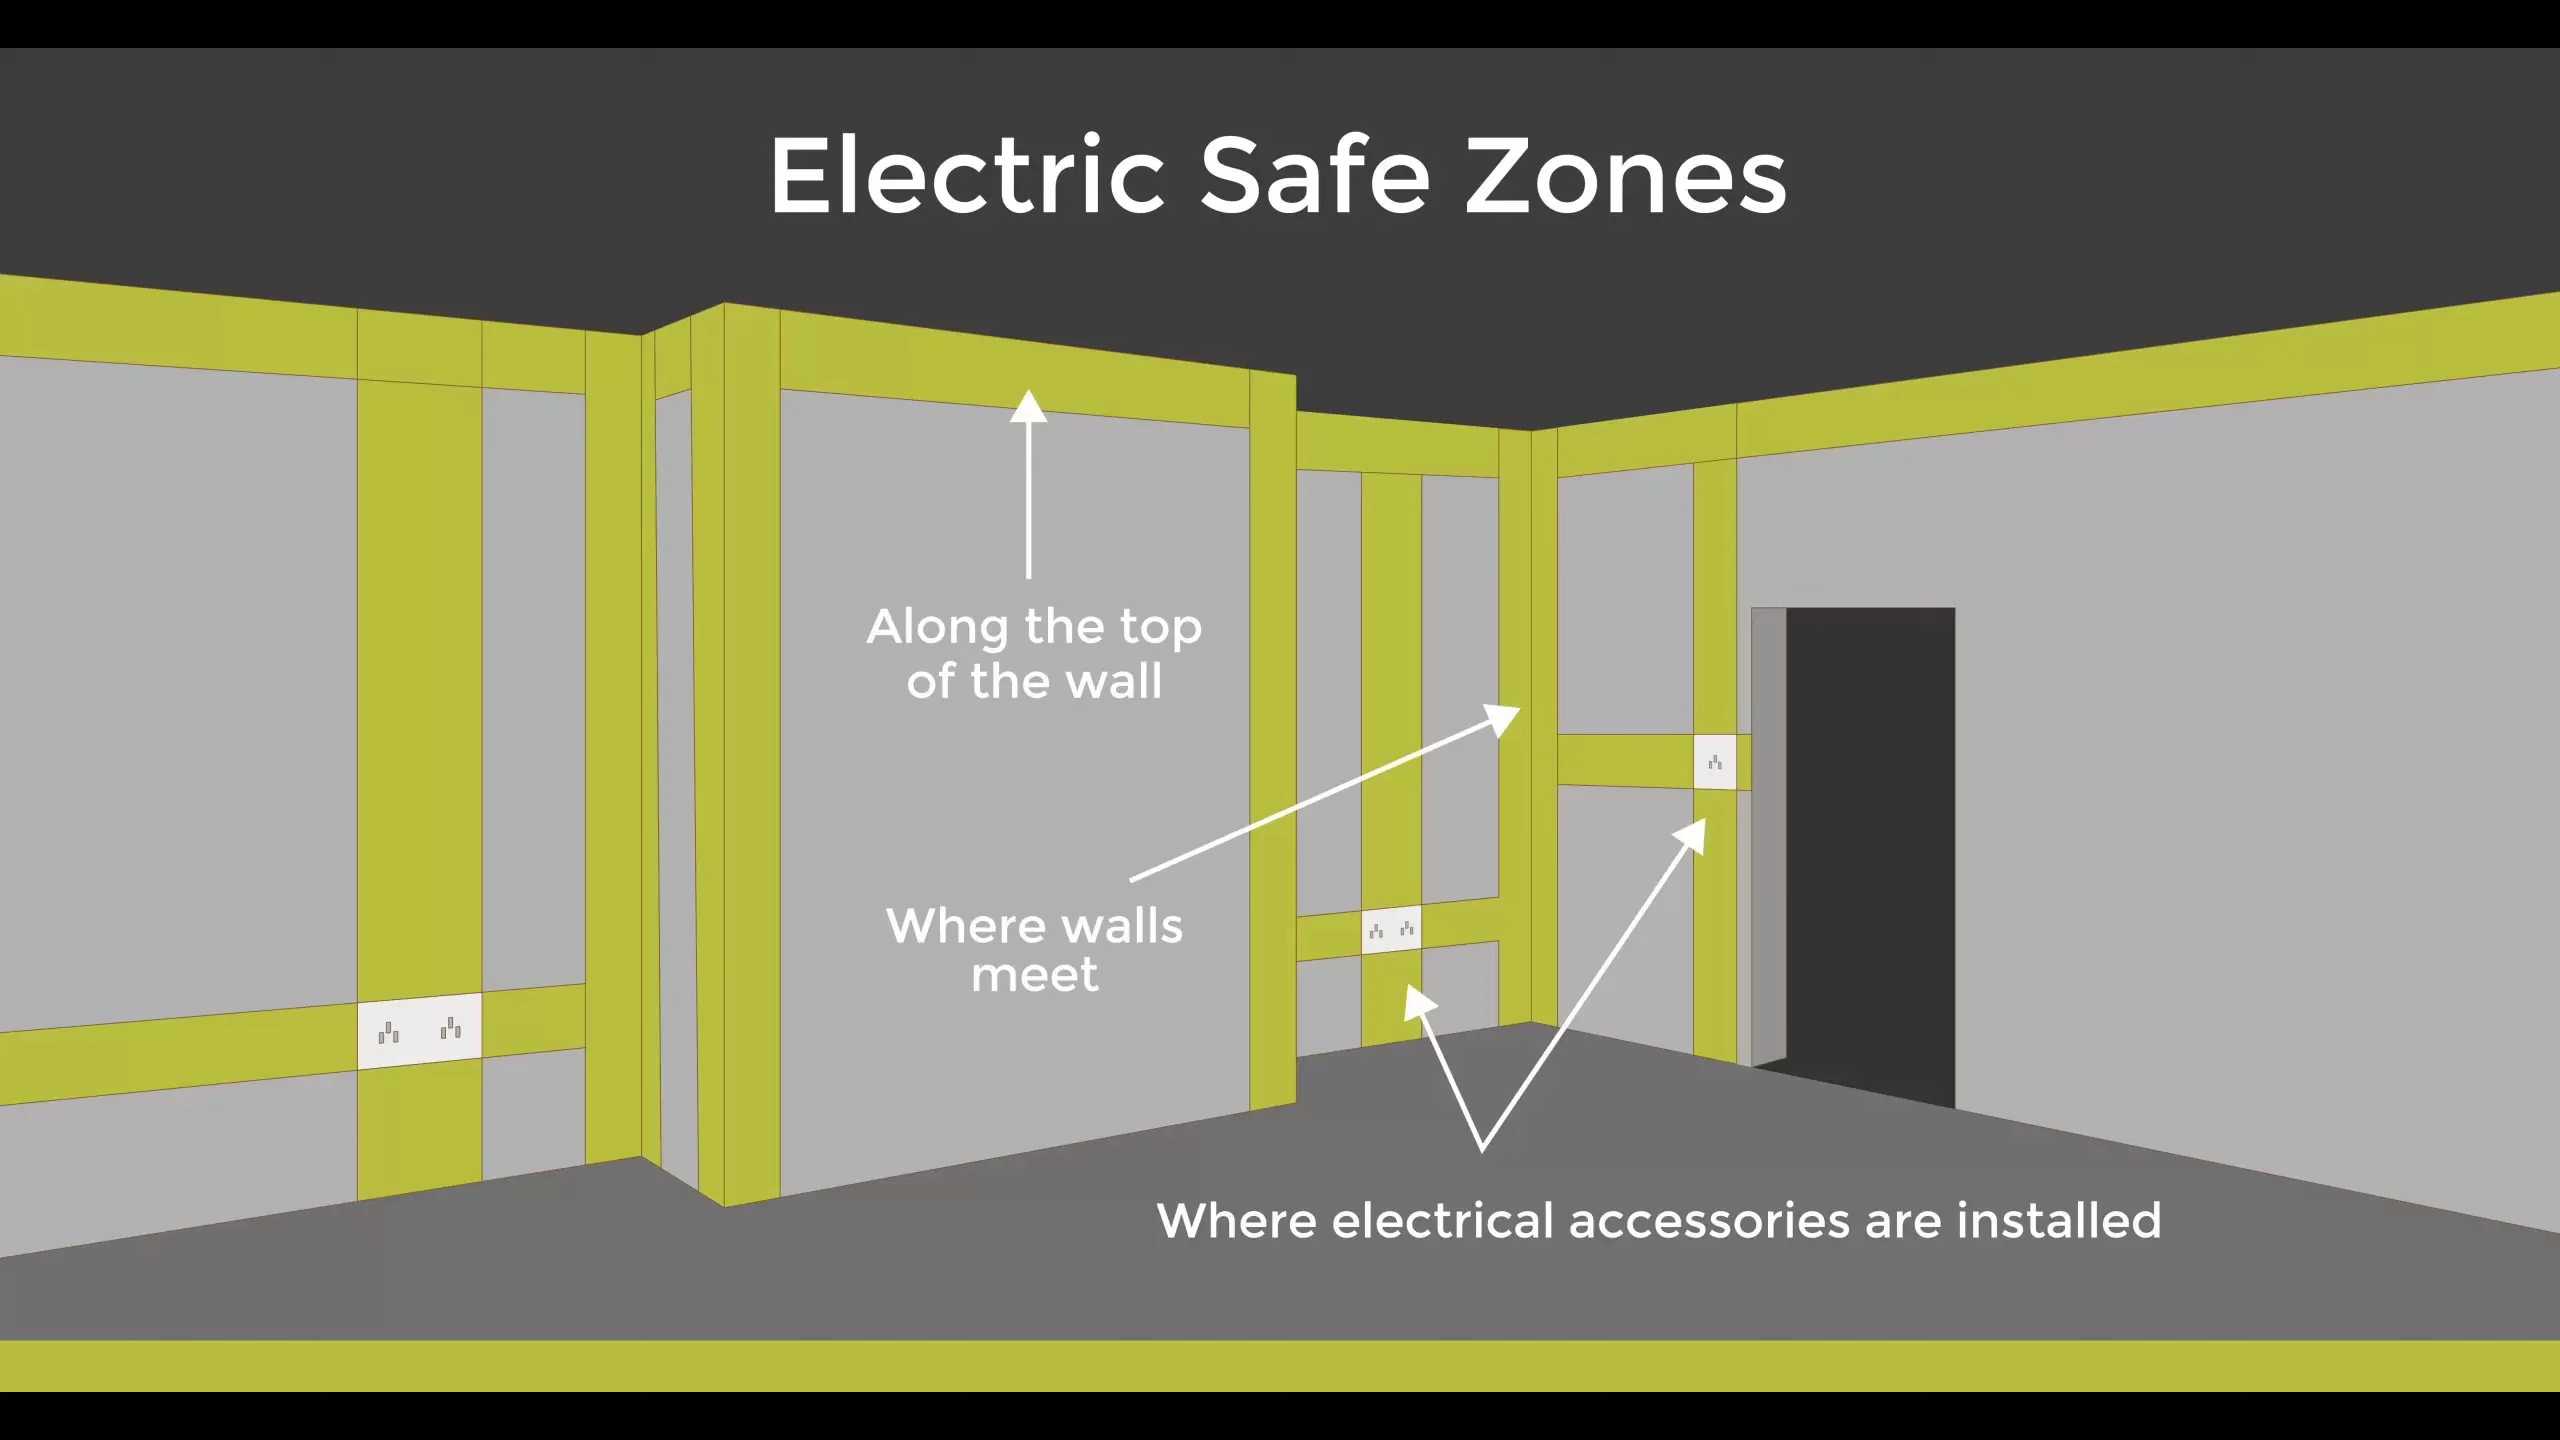 Electric Safe Zones
Along the top
of the wall
Where walls
meet
Where electrical accessories are installed